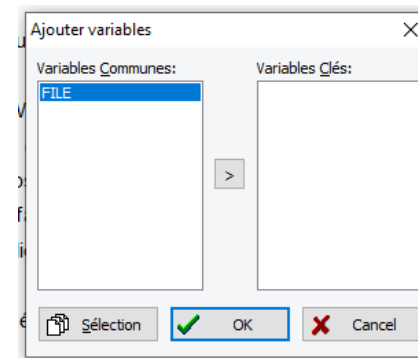 Ajouter variables
Variables Communes:
Variables Clés:
FILE
>
Sélection
OK
Cancel